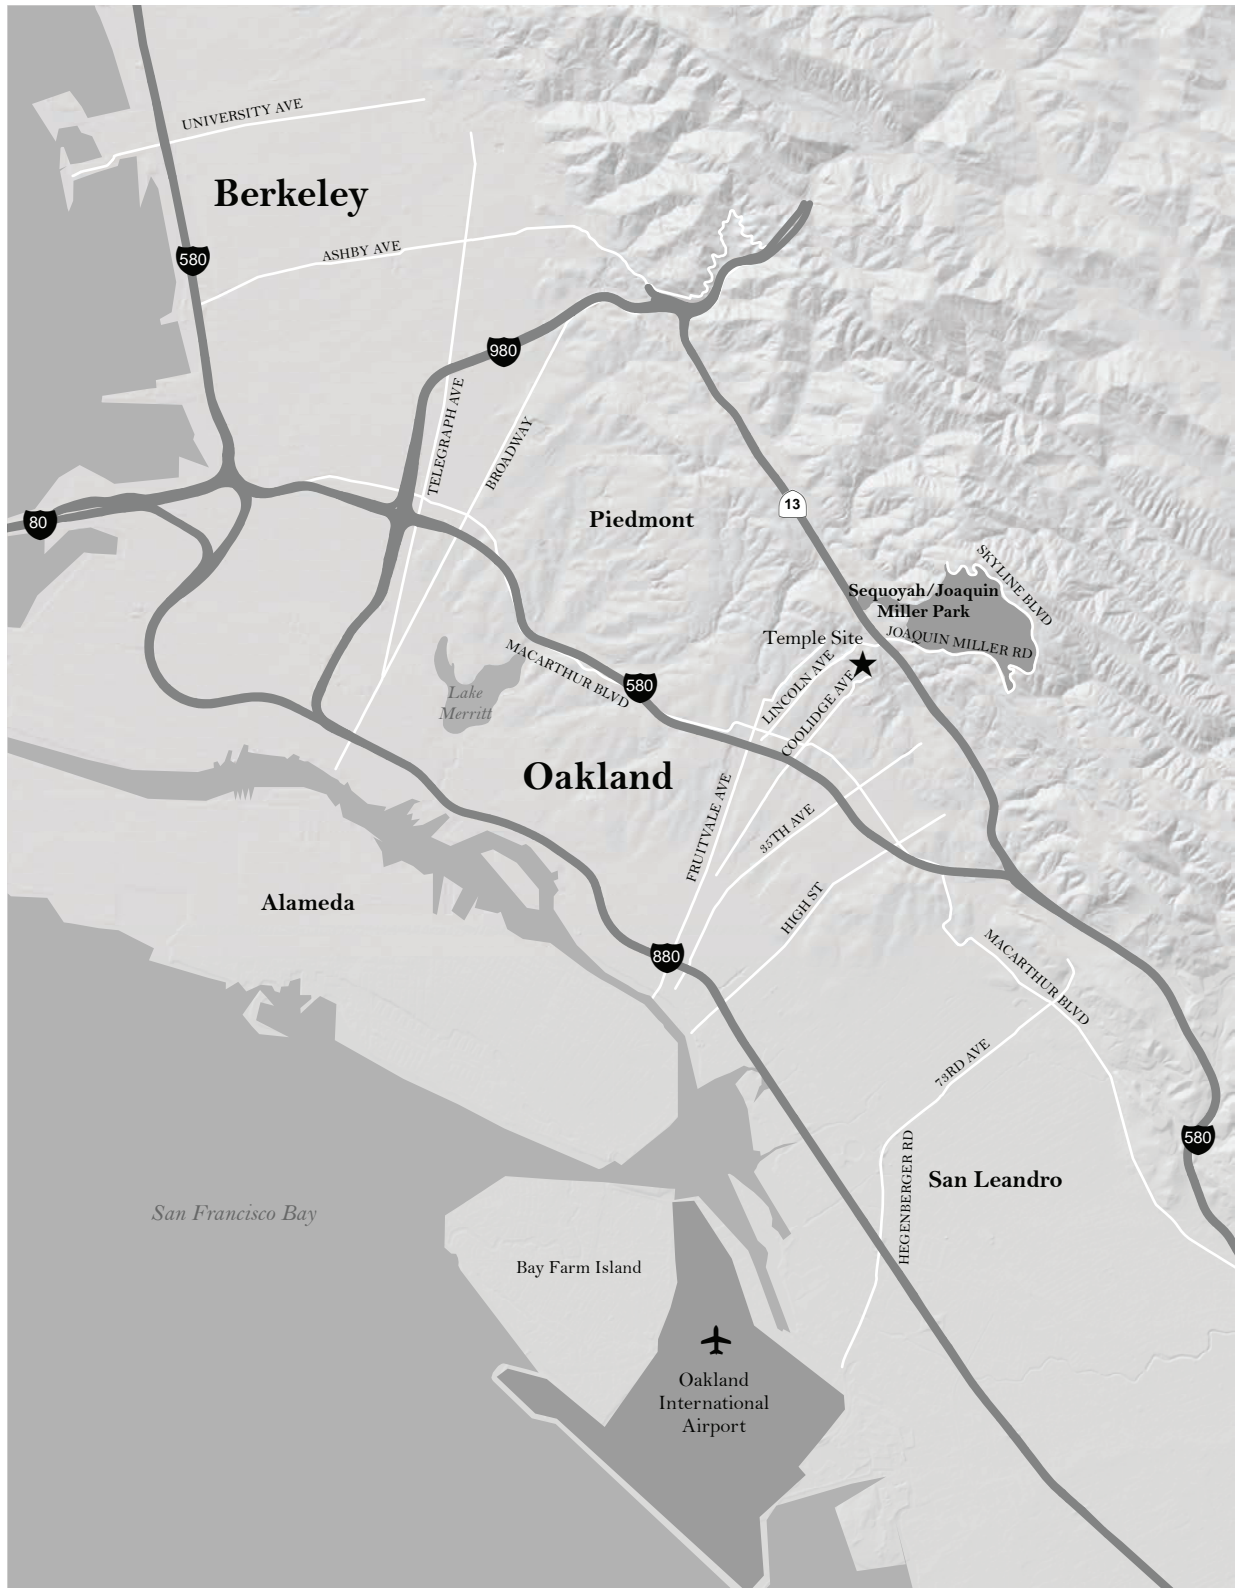 UNIVERSITY AVE
Berkeley
ASHBY AVE
580
980
TELEGRAPH AVE
BROADWAY
80
13
Piedmont
SKYLINE BLVD
Sequoyah/Joaquin
Miller Park
JOAQUIN MILLER RD
Temple Site
LINCOLN AVE
COOLIDGE AVE
MACARTHUR BLVD
580
Lake
Merritt
Oakland
FRUITVALE AVE
35TH AVE
HIGH ST
Alameda
880
MACARTHUR BLVD
73RD AVE
580
HEGENBERGER RD
San Leandro
San Francisco Bay
Bay Farm Island
Oakland
International
Airport